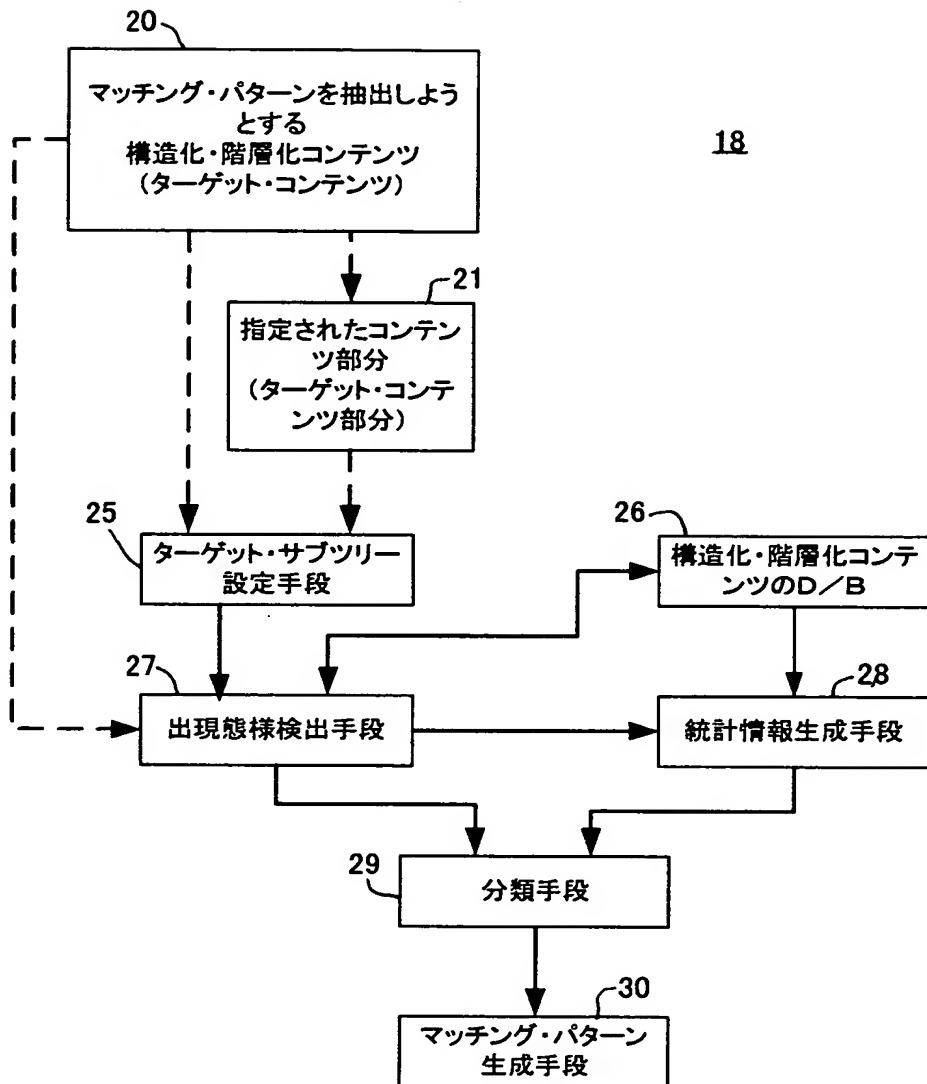 20
マッチング・パターンを抽出しよう
とする
構造化・階層化コンテンツ
（ターゲット・コンテンツ）
18
21
指定されたコンテン
ツ部分
（ターゲット・コンテ
ンツ部分）
25
ターゲット・サブツリー
設定手段
26
構造化・階層化コンテ
ンツのD／B
27
出現態様検出手段
28
統計情報生成手段
29
分類手段
30
マッチング・パターン
生成手段